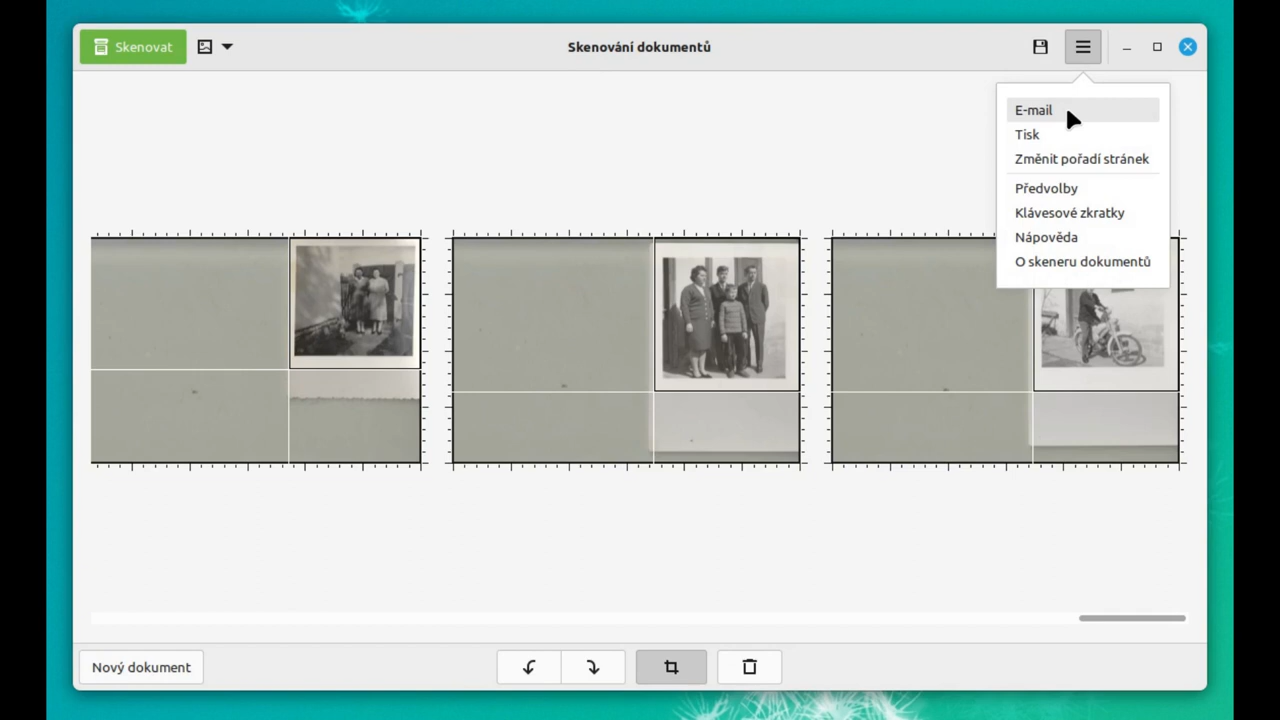 Skenovat
Skenování dokumentů
E-mail
Tisk
Změnit pořadí stránek
Předvolby
Klávesové zkratky
Nápověda
O skeneru dokumentů
Nový dokument